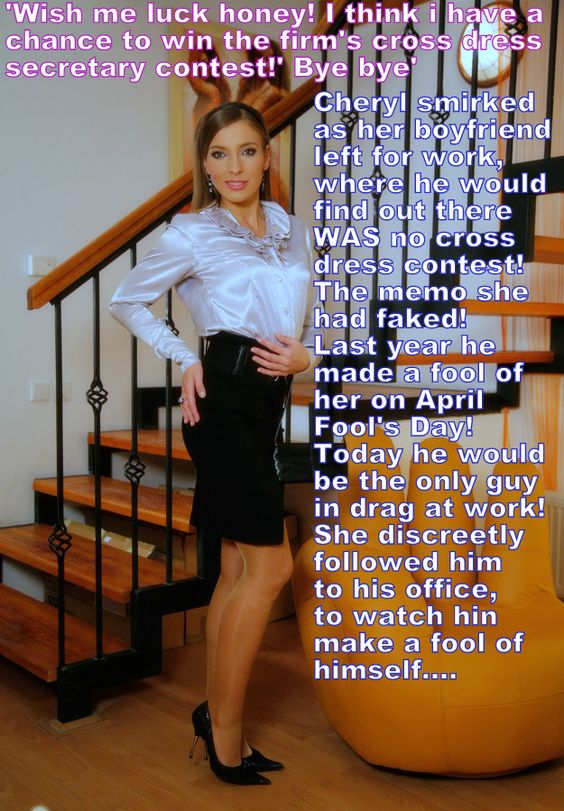 'Wish me luck honey! I think i have a
chance to win the firm's cross dress
secretary contest!' Bye bye'
Cheryl smirked
as her boyfriend
left for work,
where he would
find out there
WAS no cross
dress contest!
The memo she
had faked!
Last year he
made a fool of
her on April
Fool's Day!
Today he would
be the only guy
in drag at work!
She discreetly
followed him
to his office,
to watch hin
make a fool of
himself....